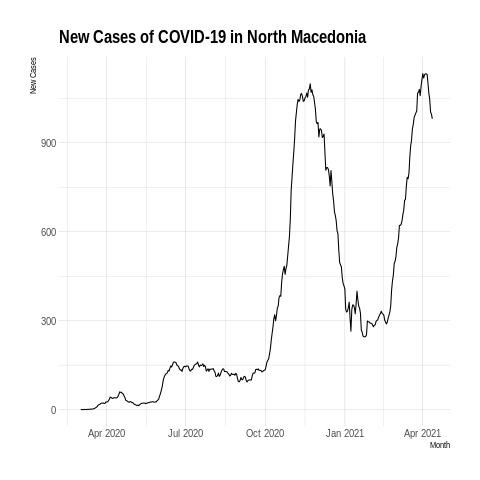 New Cases of COVID-19 in North Macedonia
New Cases
900
600
300
0
Apr 2020 Jul 2020 Oct 2020 Jan 2021 Apr 2021
Month